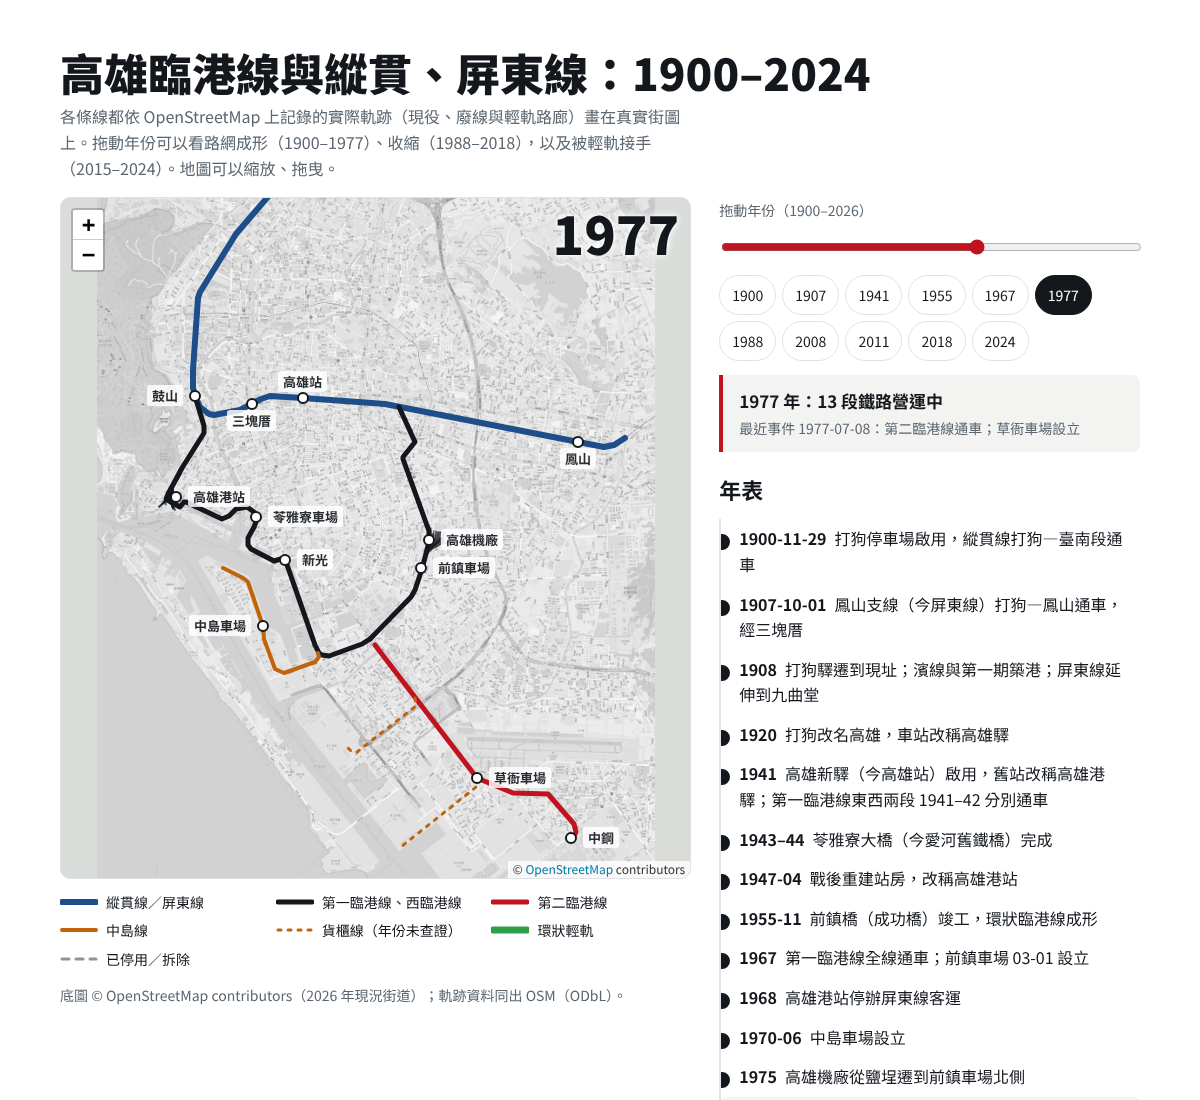 高雄臨港線與縱貫、屏東線：1900–2024
各條線都依 OpenStreetMap 上記錄的實際軌跡（現役、廢線與輕軌路廊）畫在真實街圖
上。拖動年份可以看路網成形（1900–1977）、收縮（1988–2018），以及被輕軌接手
（2015–2024）。地圖可以縮放、拖曳。
+
−
1977
鼓山
三塊厝
高雄站
鳳山
高雄港站
苓雅寮車場
高雄機廠
新光
前鎮車場
中島車場
草衙車場
中鋼
© OpenStreetMap contributors
縱貫線／屏東線
第一臨港線、西臨港線
第二臨港線
中島線
貨櫃線（年份未查證）
環狀輕軌
已停用／拆除
底圖 © OpenStreetMap contributors（2026 年現況街道）；軌跡資料同出 OSM（ODbL）。
拖動年份（1900–2026）
1900
1907
1941
1955
1967
1977
1988
2008
2011
2018
2024
1977 年：13 段鐵路營運中
最近事件 1977-07-08：第二臨港線通車；草衙車場設立
年表
1900-11-29 打狗停車場啟用，縱貫線打狗—臺南段通
車
1907-10-01 鳳山支線（今屏東線）打狗—鳳山通車，
經三塊厝
1908 打狗驛遷到現址；濱線與第一期築港；屏東線延
伸到九曲堂
1920 打狗改名高雄，車站改稱高雄驛
1941 高雄新驛（今高雄站）啟用，舊站改稱高雄港
驛；第一臨港線東西兩段 1941–42 分別通車
1943–44 苓雅寮大橋（今愛河舊鐵橋）完成
1947-04 戰後重建站房，改稱高雄港站
1955-11 前鎮橋（成功橋）竣工，環狀臨港線成形
1967 第一臨港線全線通車；前鎮車場 03-01 設立
1968 高雄港站停辦屏東線客運
1970-06 中島車場設立
1975 高雄機廠從鹽埕遷到前鎮車場北側